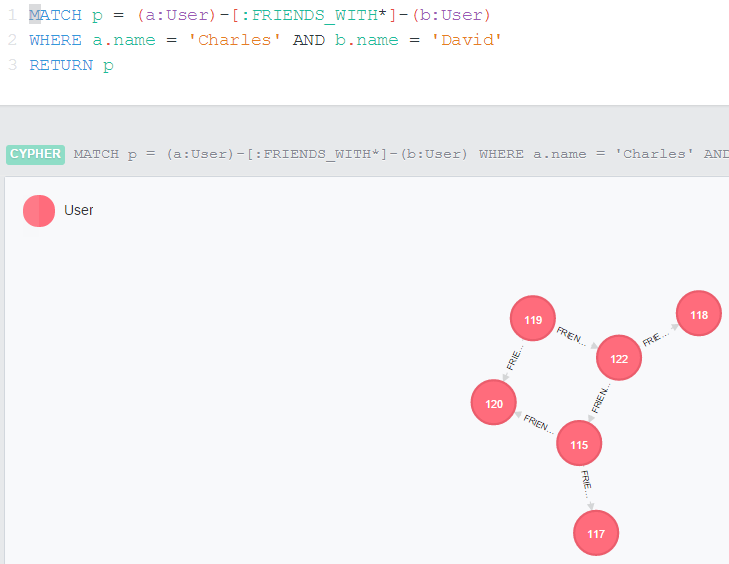 1 MATCH p = (a:User)-[:FRIENDS_WITH*]-(b:User)
2 WHERE a.name = 'Charles' AND b.name = 'David'
3 RETURN p
CYPHER MATCH p = (a:User)-[:FRIENDS_WITH*]-(b:User) WHERE a.name = 'Charles' AND
User
118
119
FRIEN...
FRIE...
122
FRIE...
FRIEN...
120
FRIEN...
115
FRIE...
117